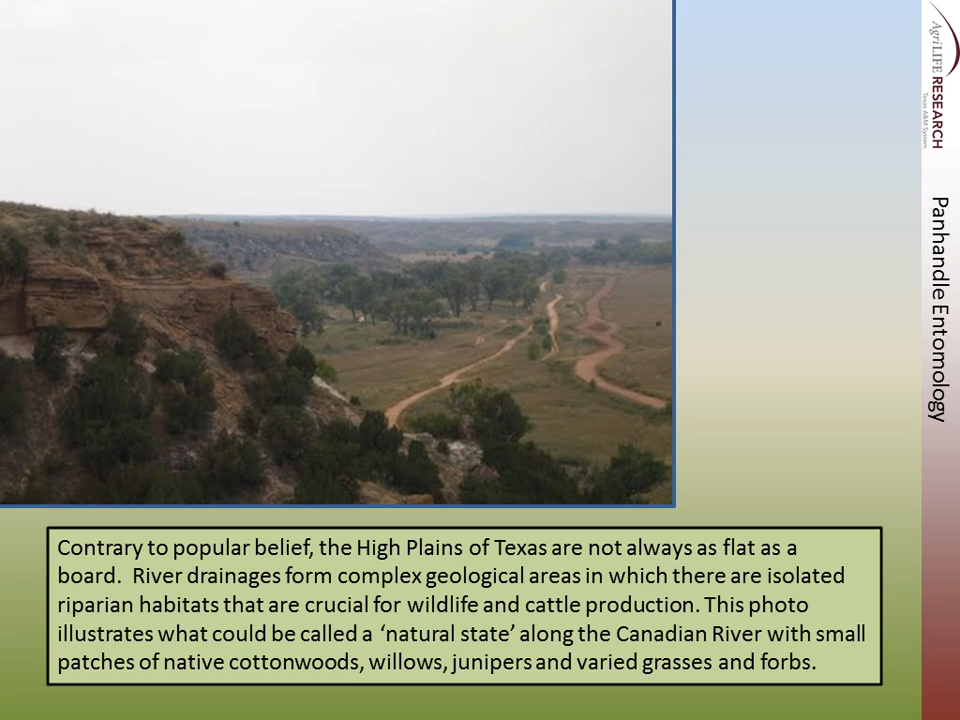 Contrary to popular belief, the High Plains of Texas are not always as flat as a
board.  River drainages form complex geological areas in which there are isolated
riparian habitats that are crucial for wildlife and cattle production. This photo
illustrates what could be called a ‘natural state’ along the Canadian River with small
patches of native cottonwoods, willows, junipers and varied grasses and forbs.
AgriLIFE RESEARCH
Texas A&M System
Panhandle Entomology